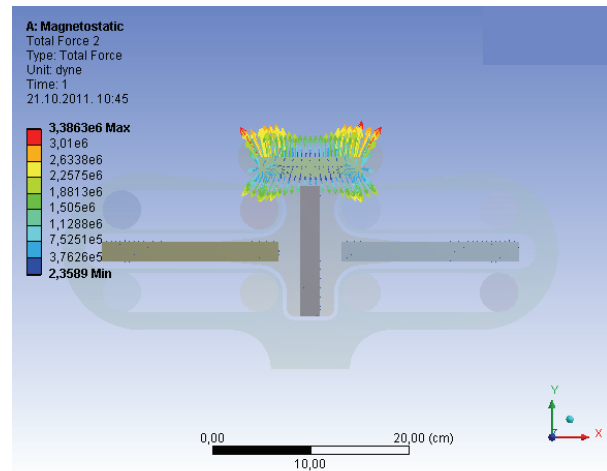 A: Magnetostatic
Total Force 2
Type: Total Force
Unit: dyne
Time: 1
21.10.2011. 10:45
3,3863e6 Max
3,01e6
2,6338e6
2,2575e6
1,8813e6
1,505e6
1,1288e6
7,5251e5
3,7626e5
2,3589 Min
0,00
20,00 (cm)
10,00
Y
Z
X